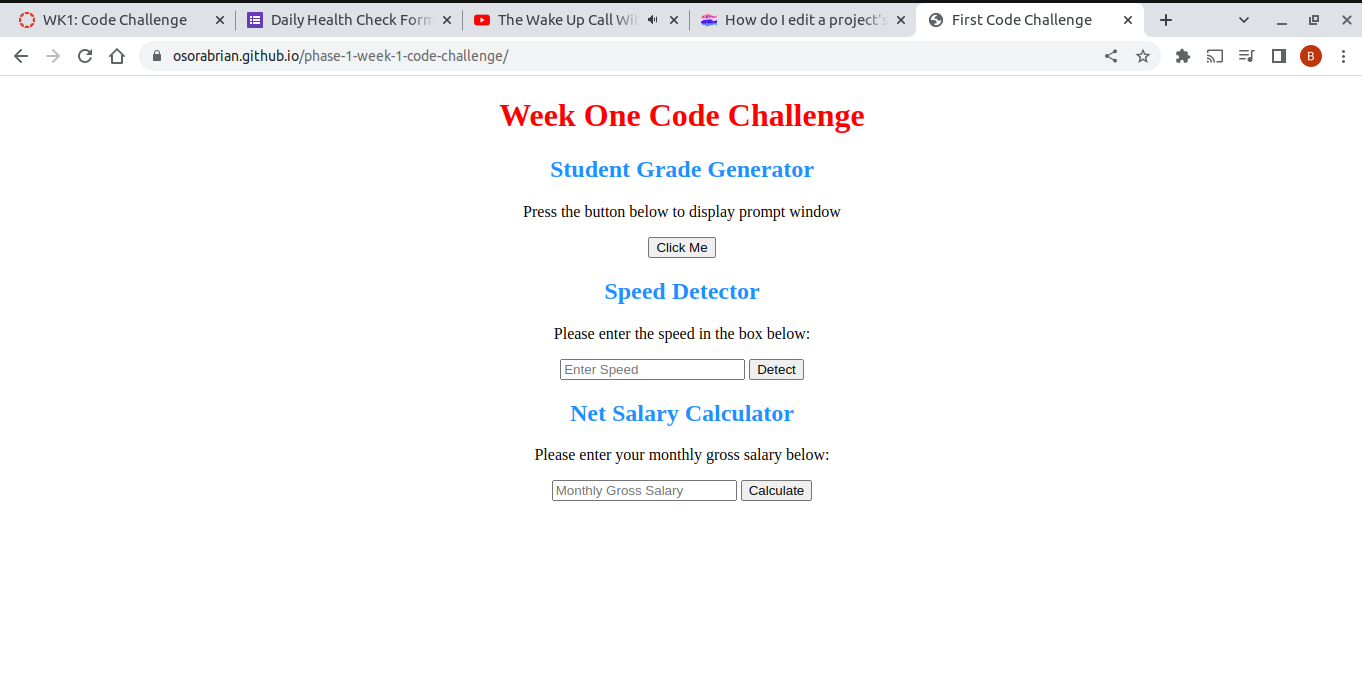 WK1: Code Challenge
Daily Health Check Form
The Wake Up Call Wit
How do I edit a project's
First Code Challenge
osorabrian.github.io/phase-1-week-1-code-challenge/
B
Week One Code Challenge
Student Grade Generator
Press the button below to display prompt window
Click Me
Speed Detector
Please enter the speed in the box below:
Enter Speed Detect
Net Salary Calculator
Please enter your monthly gross salary below:
Monthly Gross Salary Calculate